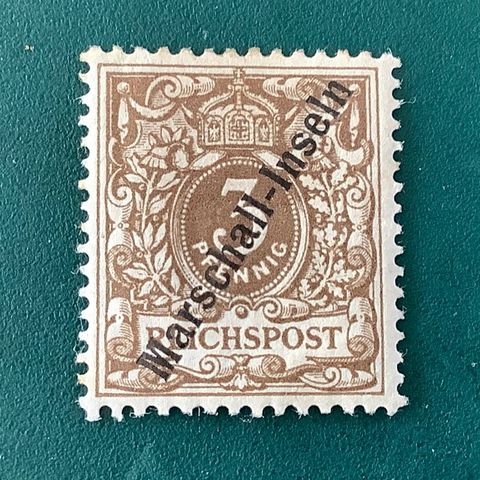 3
PFENNIG
REICHSPOST
Marschall-Inseln